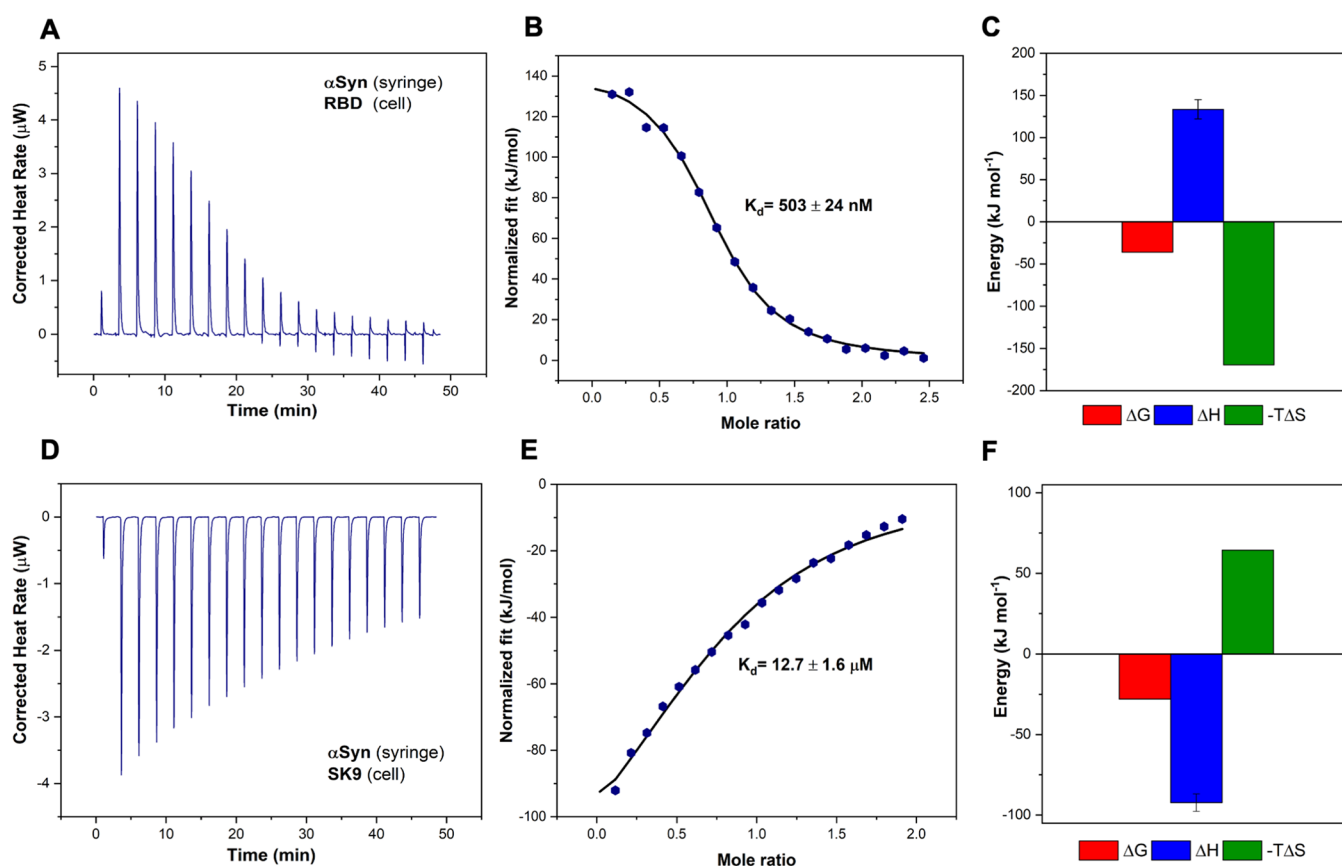 A
Corrected Heat Rate (μW)
5
4
3
2
1
0
αSyn (syringe)
RBD (cell)
0 10 20 30 40 50
Time (min)
B
Normalized fit (kJ/mol)
140
120
100
80
60
40
20
0
Kd= 503 ± 24 nM
0.0 0.5 1.0 1.5 2.0 2.5
Mole ratio
C
Energy (kJ mol-1)
200
150
100
50
0
-50
-100
-150
-200
ΔG ΔH -TΔS
D
Corrected Heat Rate (μW)
0
-1
-2
-3
-4
αSyn (syringe)
SK9 (cell)
0 10 20 30 40 50
Time (min)
E
Normalized fit (kJ/mol)
0
-20
-40
-60
-80
-100
Kd= 12.7 ± 1.6 μM
0.0 0.5 1.0 1.5 2.0
Mole ratio
F
Energy (kJ mol-1)
100
50
0
-50
-100
ΔG ΔH -TΔS